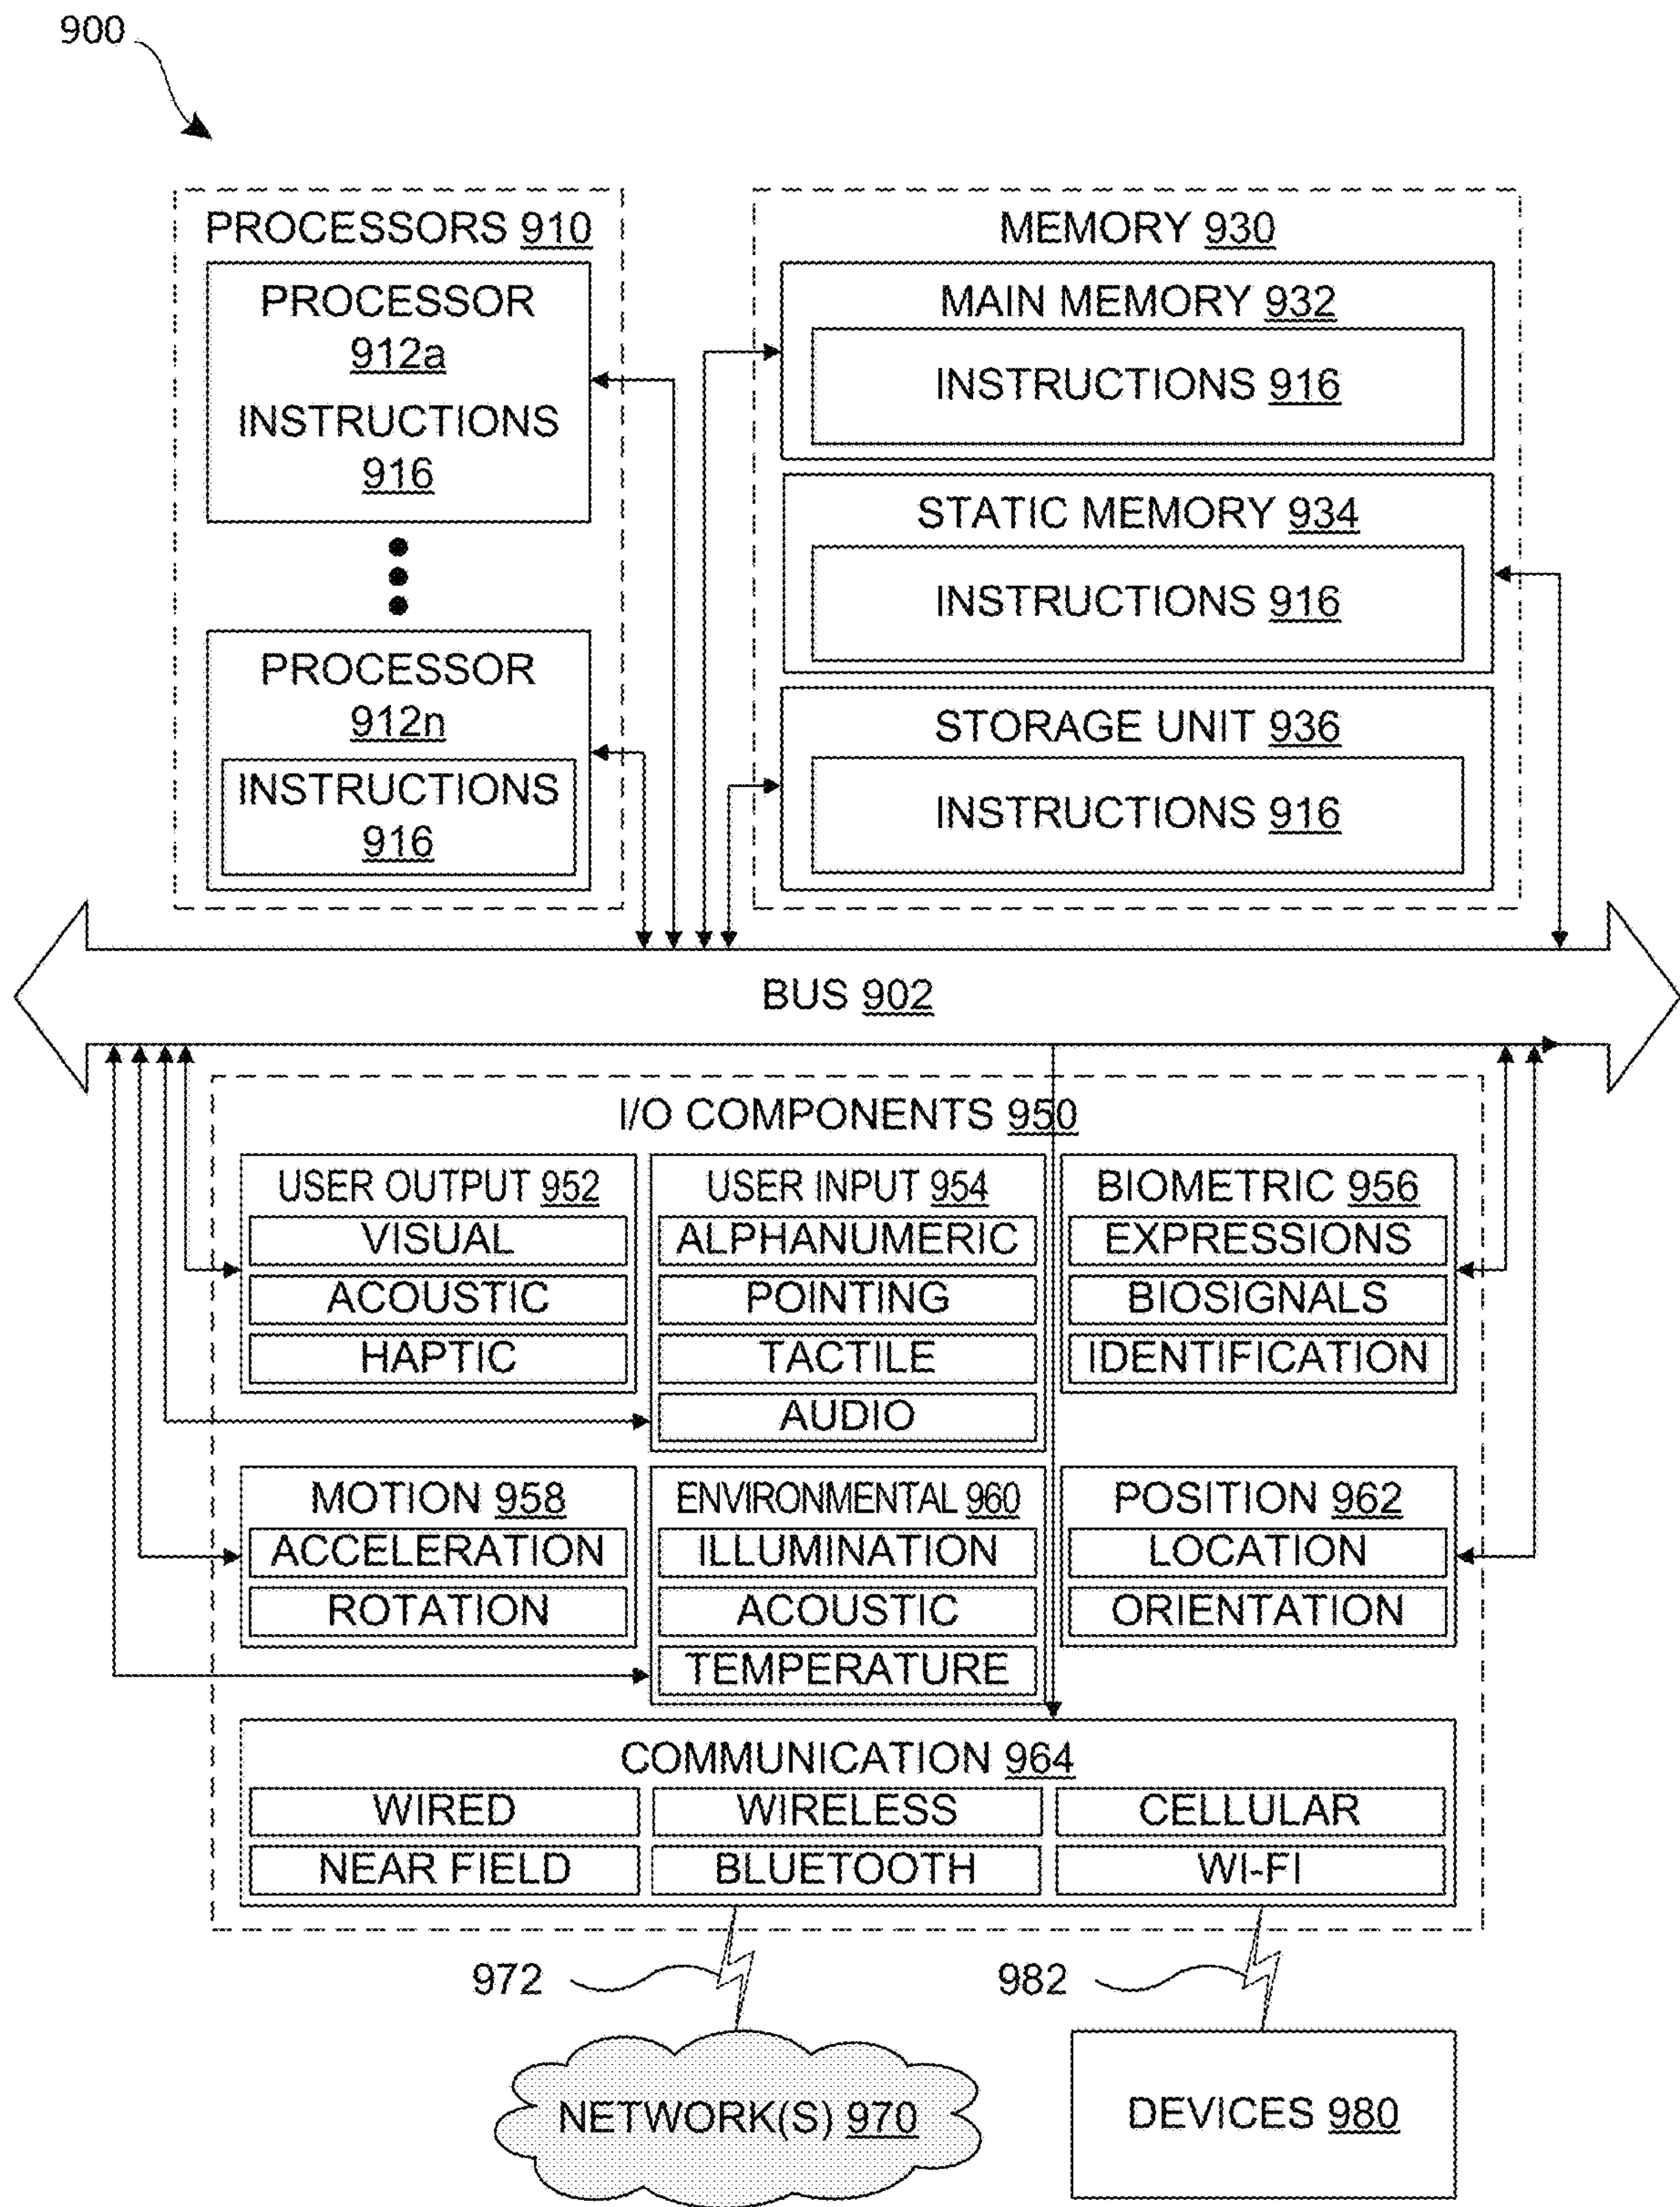 900
PROCESSORS 910
PROCESSOR
912a
INSTRUCTIONS
916
PROCESSOR
912n
INSTRUCTIONS
916
MEMORY 930
MAIN MEMORY 932
INSTRUCTIONS 916
STATIC MEMORY 934
INSTRUCTIONS 916
STORAGE UNIT 936
INSTRUCTIONS 916
BUS 902
I/O COMPONENTS 950
USER OUTPUT 952
VISUAL
ACOUSTIC
HAPTIC
USER INPUT 954
ALPHANUMERIC
POINTING
TACTILE
AUDIO
BIOMETRIC 956
EXPRESSIONS
BIOSIGNALS
IDENTIFICATION
MOTION 958
ACCELERATION
ROTATION
ENVIRONMENTAL 960
ILLUMINATION
ACOUSTIC
TEMPERATURE
POSITION 962
LOCATION
ORIENTATION
COMMUNICATION 964
WIRED
WIRELESS
CELLULAR
NEAR FIELD
BLUETOOTH
WI-FI
972
982
NETWORK(S) 970
DEVICES 980